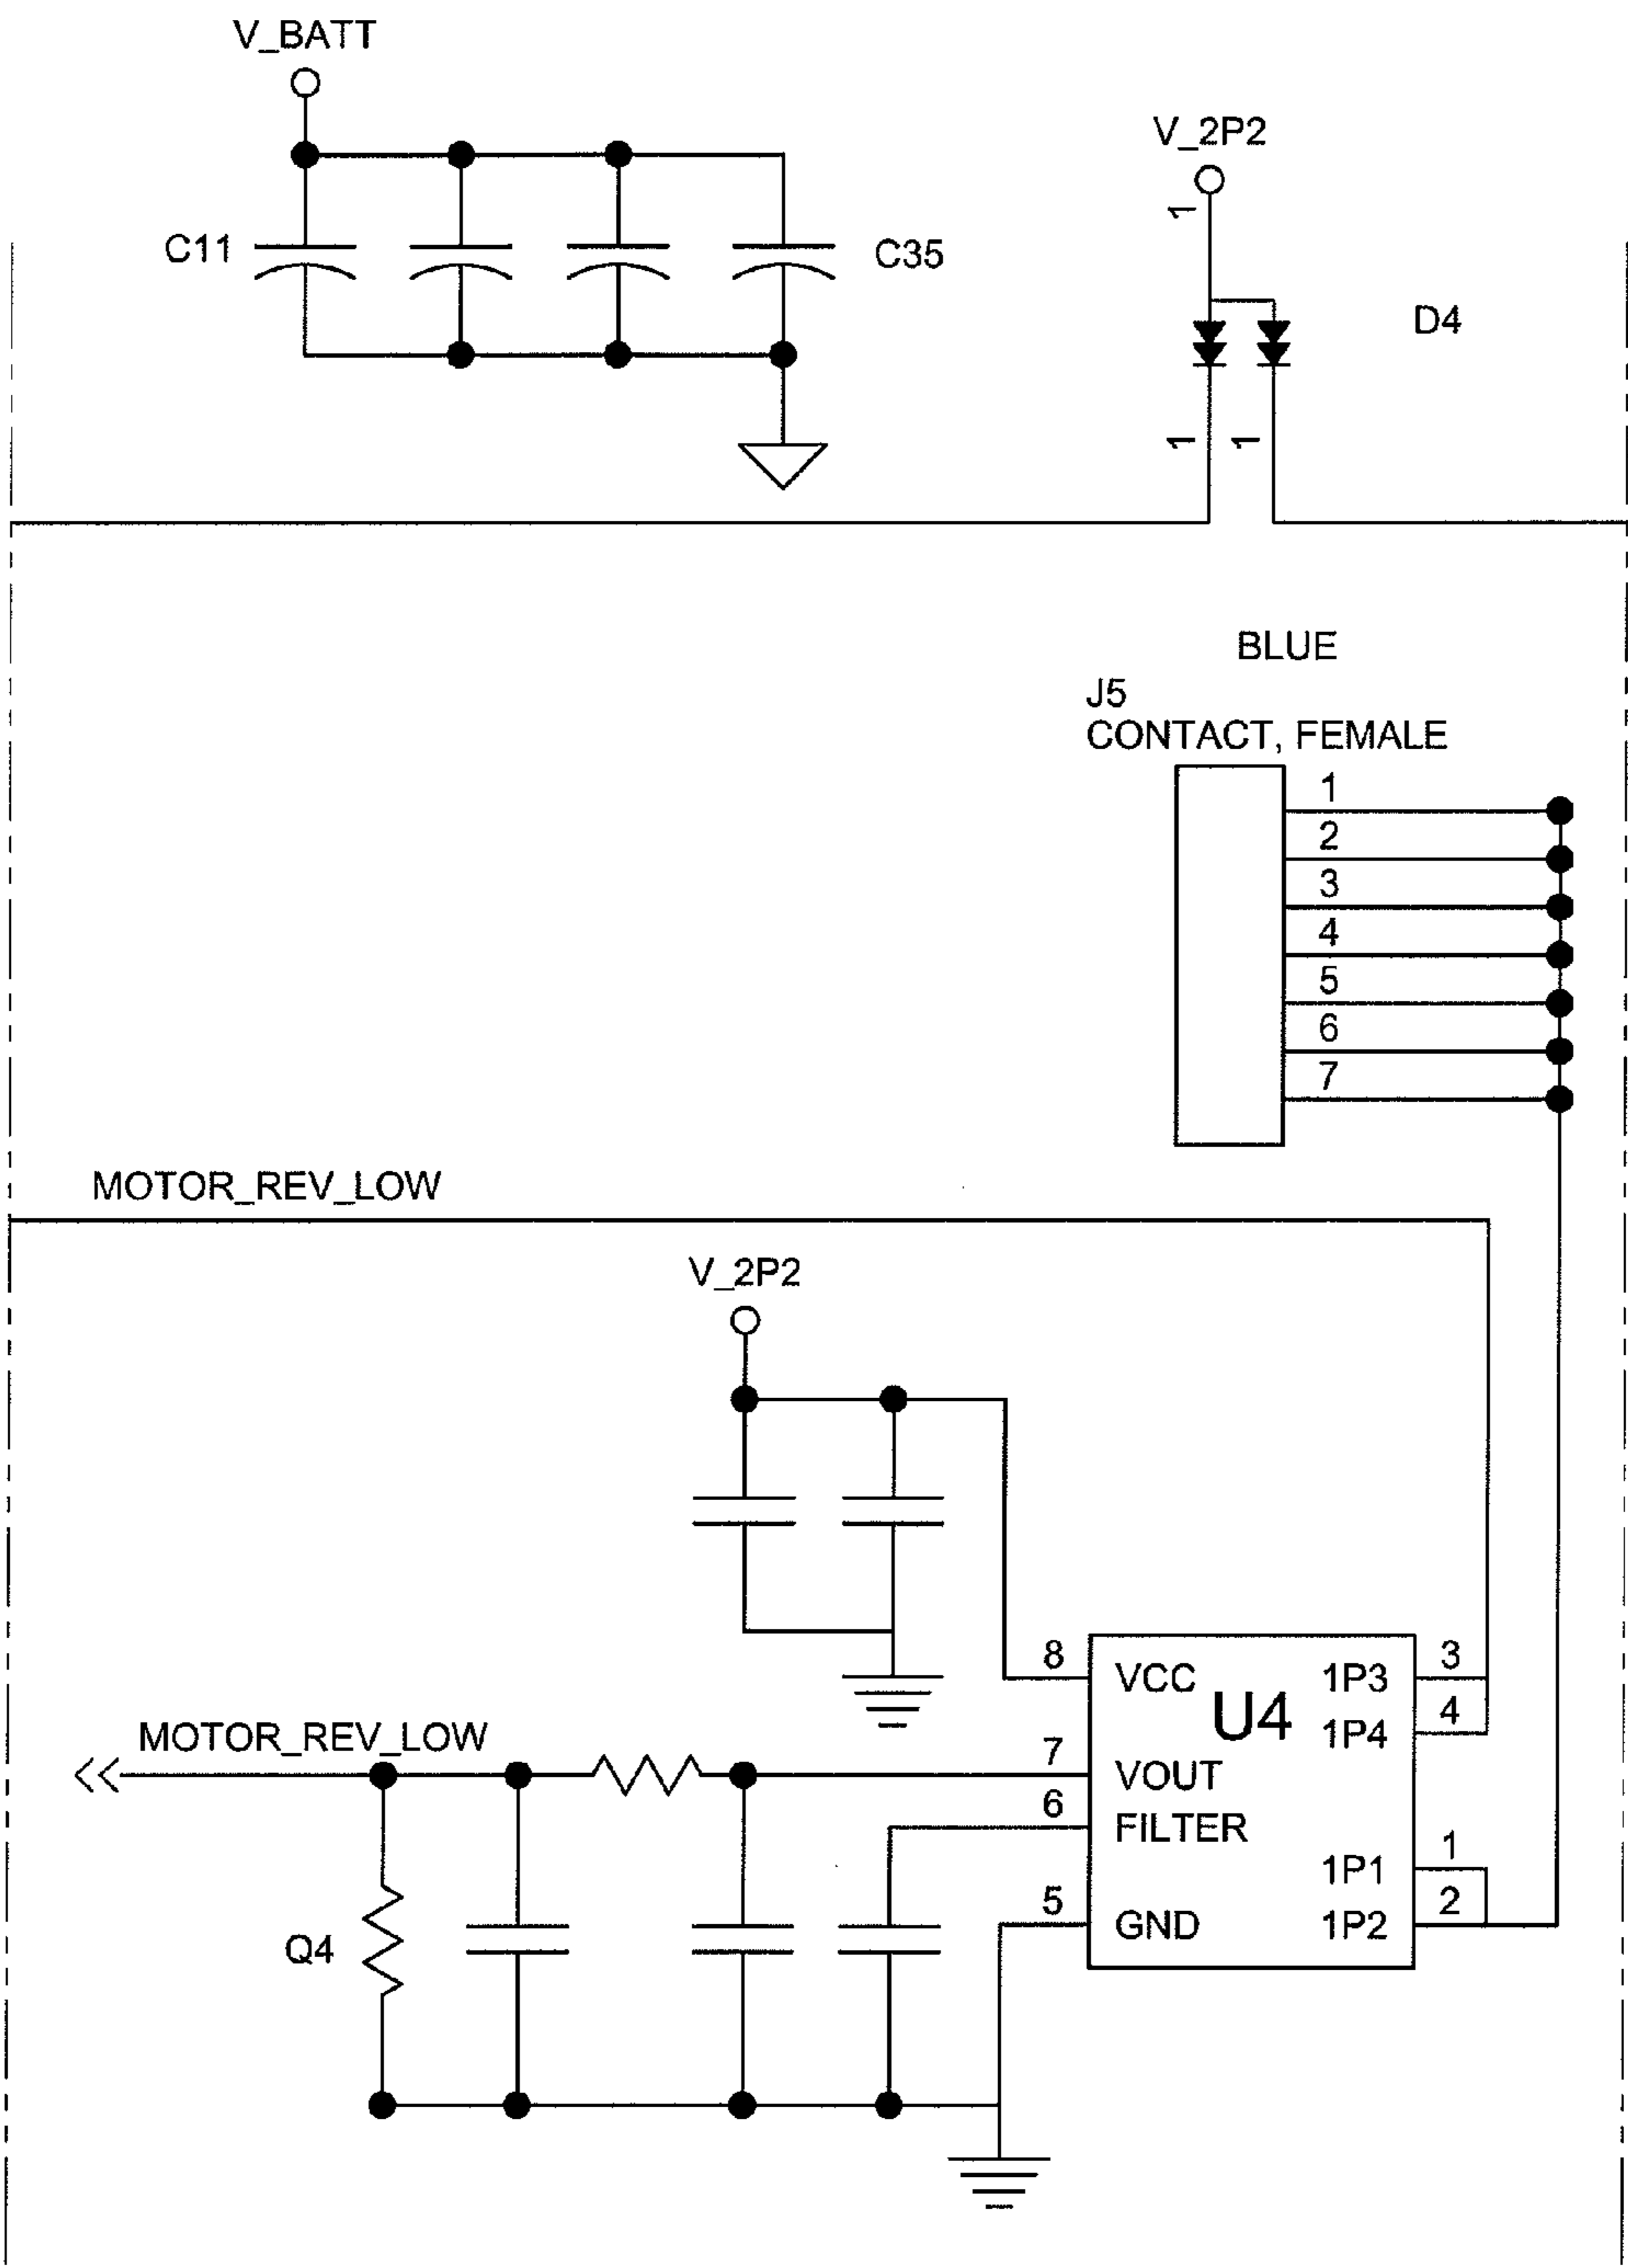 V_BATT
V_2P2
1
C11
C35
D4
1 1
BLUE
J5
CONTACT, FEMALE
1
2
3
4
5
6
7
MOTOR_REV_LOW
V_2P2
8 VCC 1P3 3
U4
1P4 4
MOTOR_REV_LOW
7 VOUT
6 FILTER
1P1 1
5 GND 1P2 2
Q4